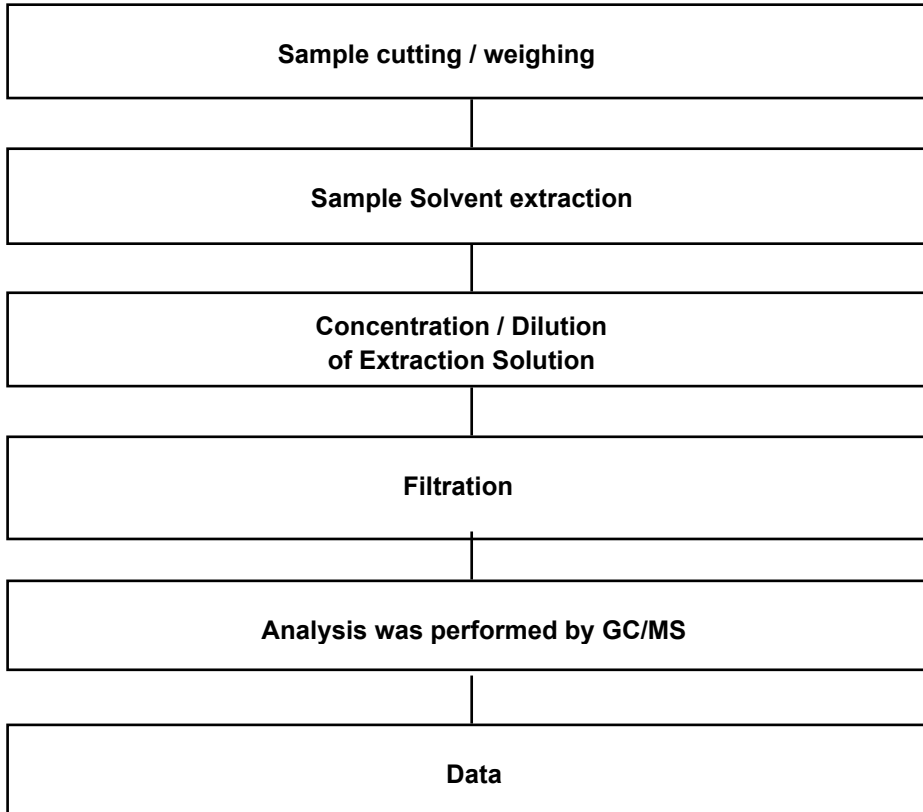 Sample cutting / weighing
Sample Solvent extraction
Concentration / Dilution
of Extraction Solution
Filtration
Analysis was performed by GC/MS
Data